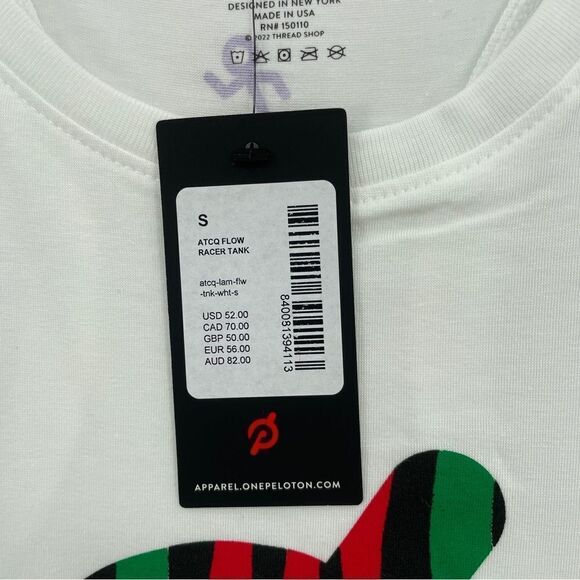 DESIGNED IN NEW YORK
MADE IN USA
RN# 150110
©2022 THREAD SHOP
S
ATCQ FLOW
RACER TANK
atcq-lam-flw
-tnk-wht-s
USD 52.00
CAD 70.00
GBP 50.00
EUR 56.00
AUD 82.00
840081394113
APPAREL.ONEPELOTON.COM